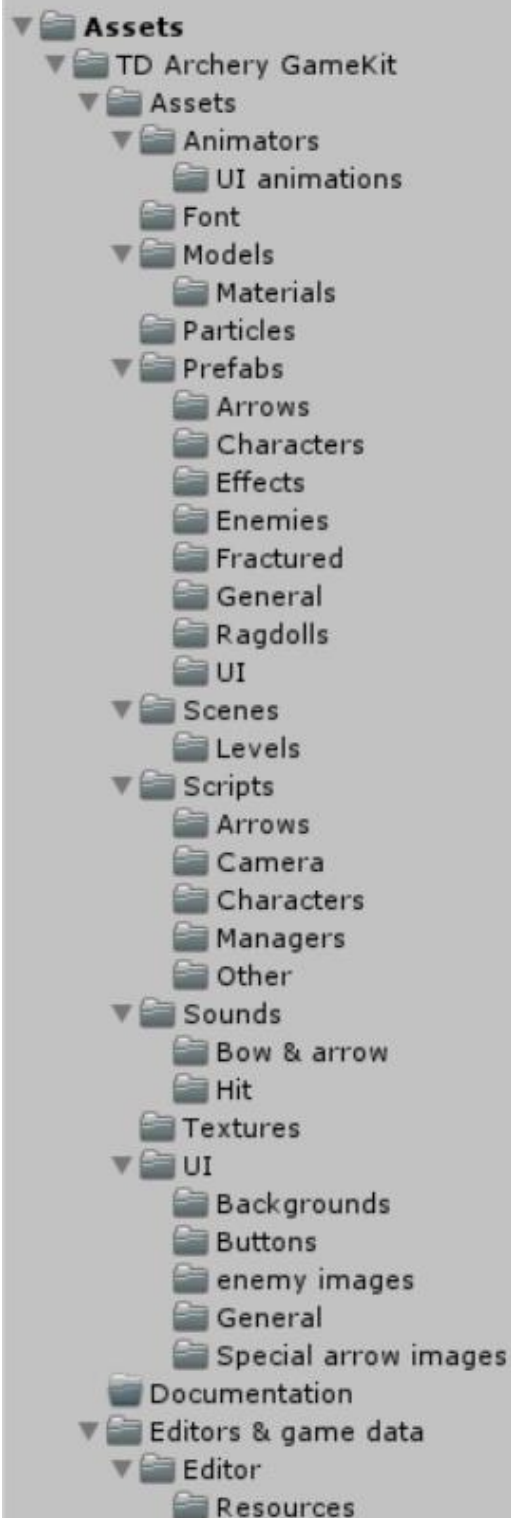 Assets
TD Archery GameKit
Assets
Animators
UI animations
Font
Models
Materials
Particles
Prefabs
Arrows
Characters
Effects
Enemies
Fractured
General
Ragdolls
UI
Scenes
Levels
Scripts
Arrows
Camera
Characters
Managers
Other
Sounds
Bow & arrow
Hit
Textures
UI
Backgrounds
Buttons
enemy images
General
Special arrow images
Documentation
Editors & game data
Editor
Resources